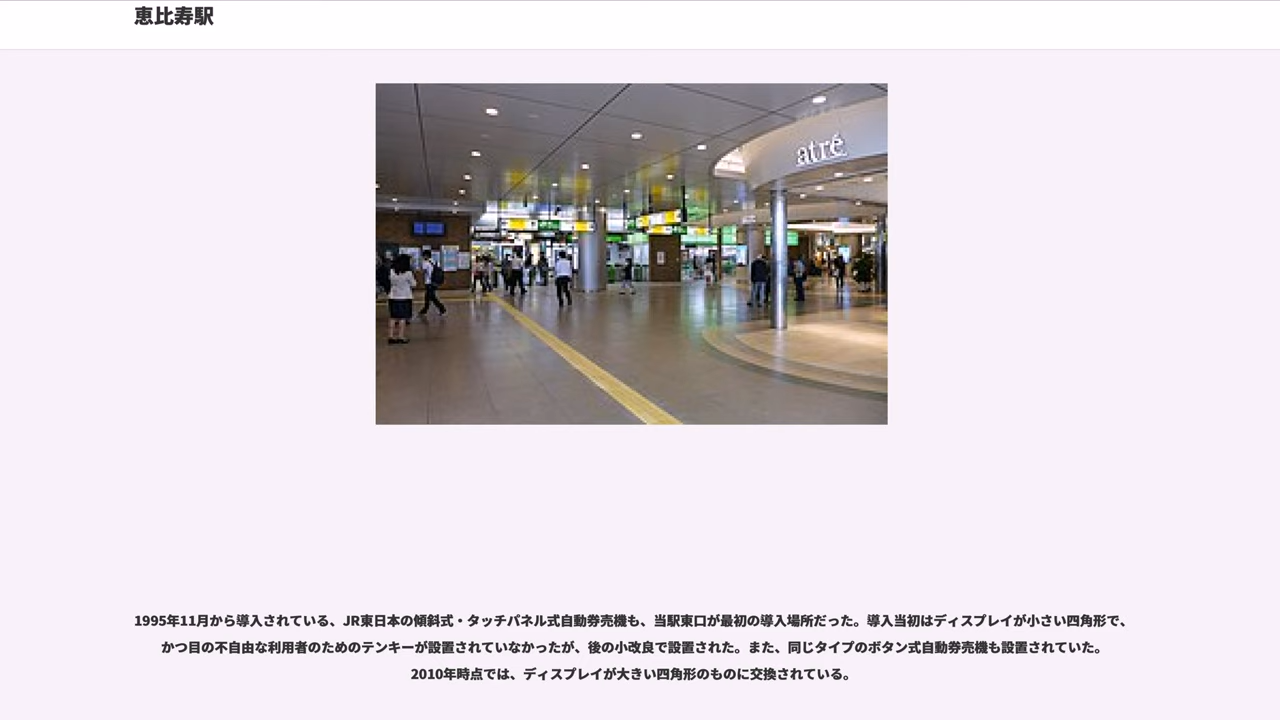 恵比寿駅
atré
1995年11月から導入されている、JR東日本の傾斜式・タッチパネル式自動券売機も、当駅東口が最初の導入場所だった。導入当初はディスプレイが小さい四角形で、
かつ目の不自由な利用者のためのテンキーが設置されていなかったが、後の小改良で設置された。また、同じタイプのボタン式自動券売機も設置されていた。
2010年時点では、ディスプレイが大きい四角形のものに交換されている。